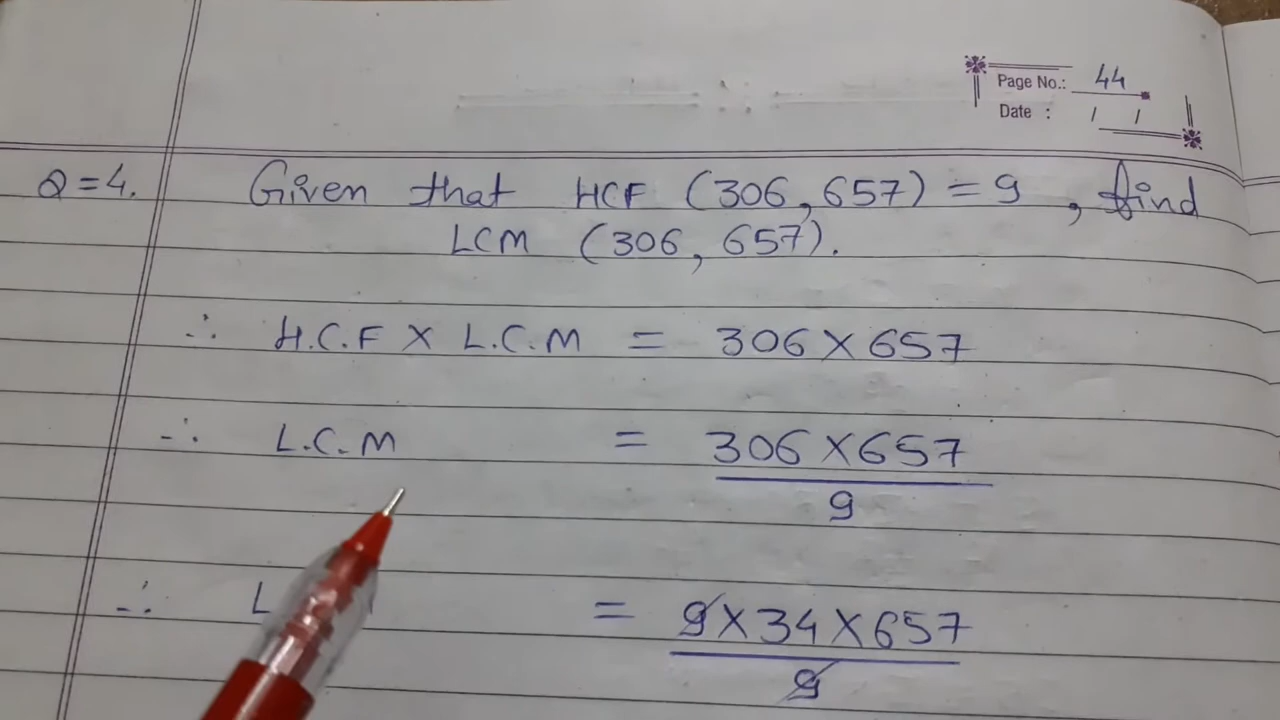 Page No.: 44
Date : / /
Q=4. Given that HCF (306, 657) = 9, find
LCM (306, 657).
∴ H.C.F × L.C.M = 306 × 657
∴ L.C.M = 306 × 657
9
∴ L = 9 × 34 × 657
9